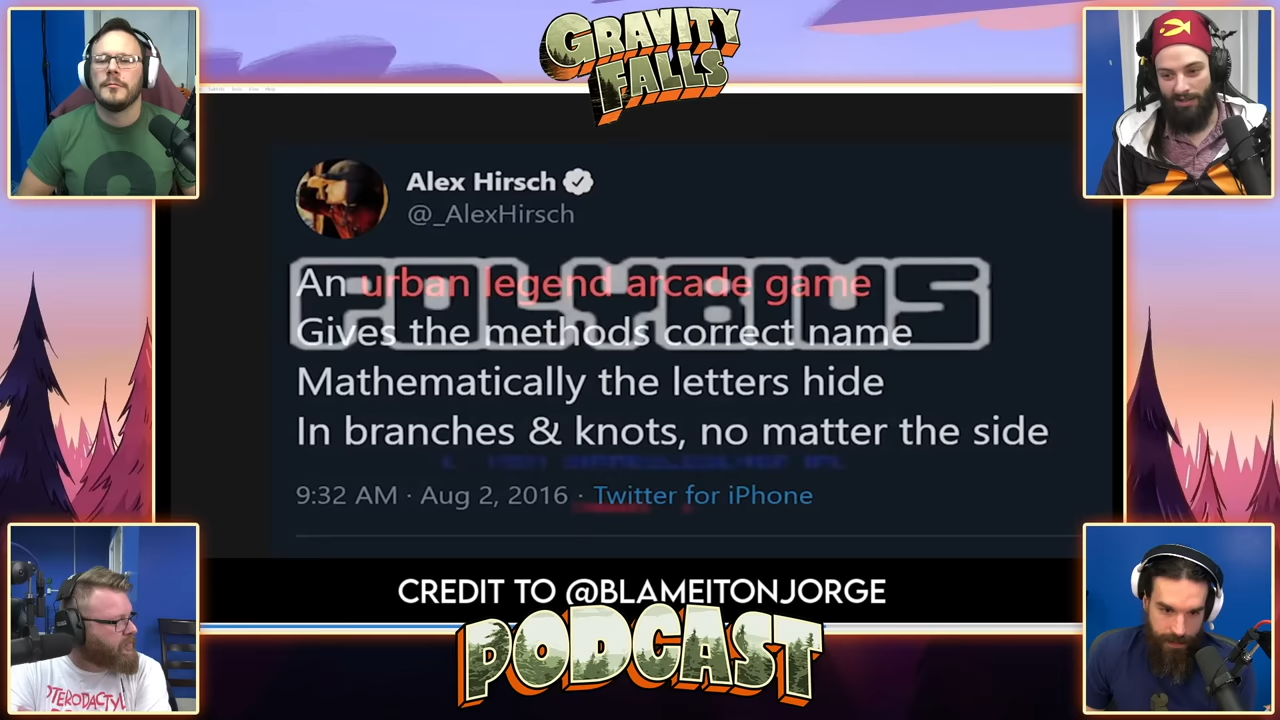 GRAVITY
FALLS
Alex Hirsch
@_AlexHirsch
POLYBIUS
An urban legend arcade game
Gives the methods correct name
Mathematically the letters hide
In branches & knots, no matter the side
9:32 AM · Aug 2, 2016 · Twitter for iPhone
CREDIT TO @BLAMEITONJORGE
PODCAST
PTERODACTYL